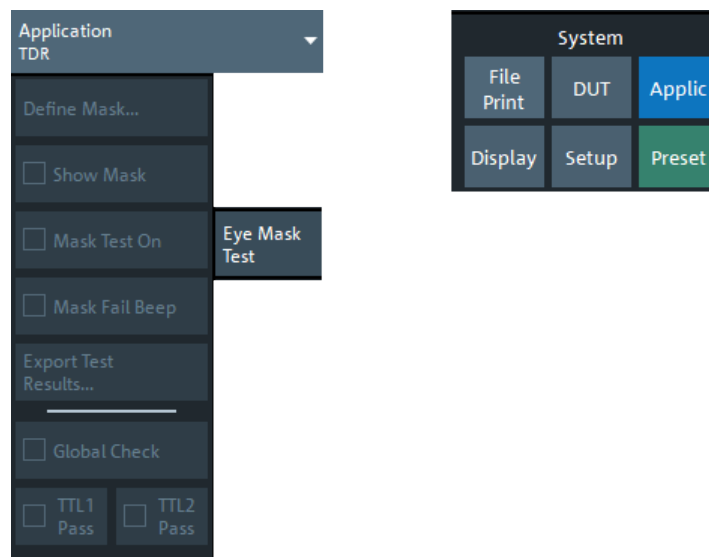 Application
TDR
Define Mask...
Show Mask
Mask Test On
Mask Fail Beep
Export Test
Results...
Global Check
TTL1
Pass
TTL2
Pass
Eye Mask
Test
System
File
Print
DUT
Applic
Display
Setup
Preset